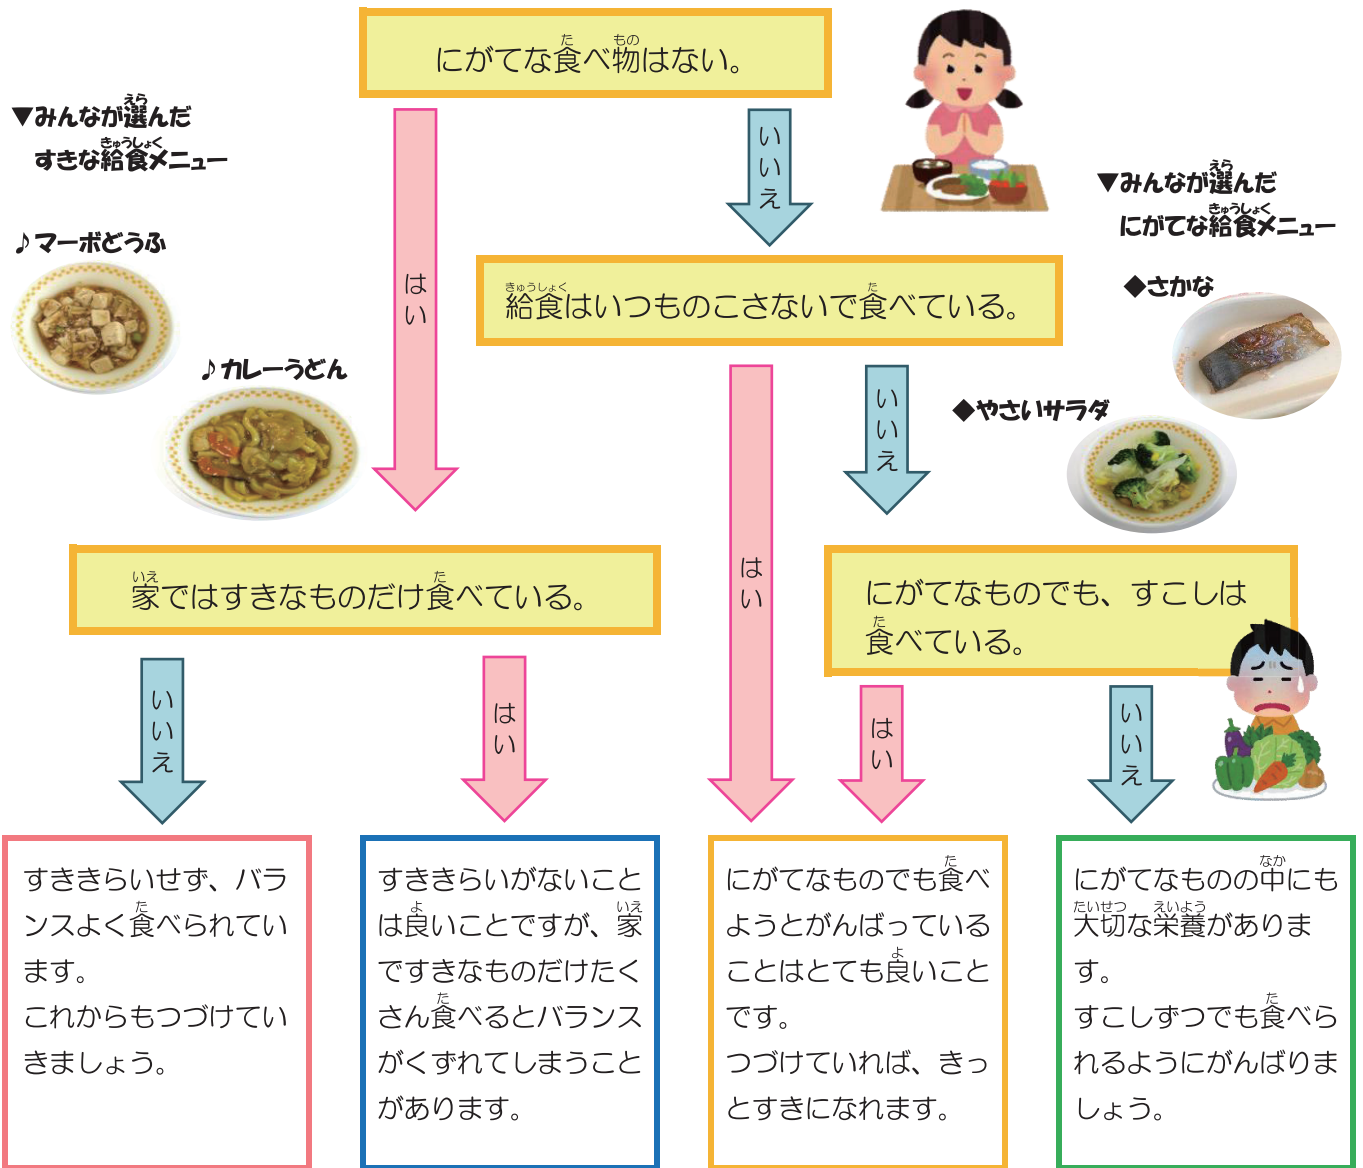 にがてな食べ物はない。
▼みんなが選んだ
すきな給食メニュー
はい
いいえ
▼みんなが選んだ
にがてな給食メニュー
♪マーボどうふ
♪カレーうどん
給食はいつものこさないで食べている。
◆さかな
◆やさいサラダ
はい
いいえ
家ではすきなものだけ食べている。
にがてなものでも、すこしは
食べている。
いいえ
はい
はい
いいえ
すききらいせず、バラ
ンスよく食べられてい
ます。
これからもつづけてい
きましょう。
すききらいがないこと
は良いことですが、家
ですきなものだけたく
さん食べるとバランス
がくずれてしまうこと
があります。
にがてなものでも食べ
ようとがんばっている
ことはとても良いこと
です。
つづけていれば、きっ
とすきになれます。
にがてなものの中にも
大切な栄養がありま
す。
すこしずつでも食べら
れるようにがんばりま
しょう。